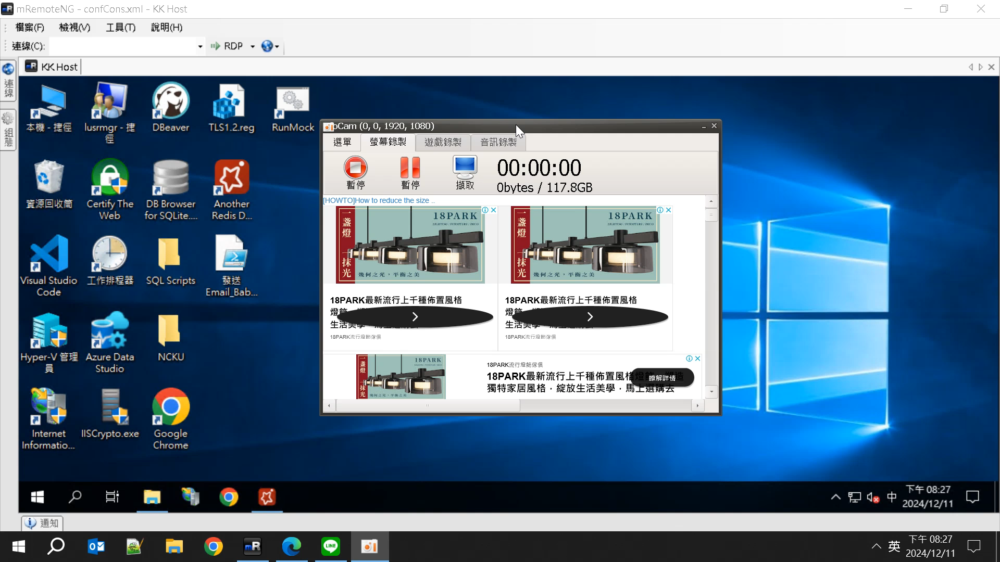 mRemoteNG - confCons.xml - KK Host
檔案(F) 檢視(V) 工具(T) 說明(H)
連線(C): RDP
KK Host
連線
組態
本機 - 捷徑
lusrmgr - 捷徑
DBeaver
TLS1.2.reg
RunMock
資源回收筒
Certify The Web
DB Browser for SQLite....
Another Redis D...
Visual Studio Code
工作排程器
SQL Scripts
發送 Email_Bab...
Hyper-V 管理員
Azure Data Studio
NCKU
Internet Informatio...
IISCrypto.exe
Google Chrome
pCam (0, 0, 1920, 1080)
選單 螢幕錄製 遊戲錄製 音訊錄製
暫停 暫停 擷取
00:00:00
0bytes / 117.8GB
[HOWTO]How to reduce the size ..
一盞燈 一抹光
18PARK
LIGHTING | FURNITURE | DECO
幾何之光，平衡之美
18PARK最新流行上千種佈置風格
燈飾
生活美學
18PARK流行燈飾傢俱
一盞燈 一抹光
18PARK
LIGHTING | FURNITURE | DECO
幾何之光，平衡之美
18PARK最新流行上千種佈置風格
燈飾
生活美學
18PARK流行燈飾傢俱
一盞燈 一抹光
18PARK
幾何之光，平衡之美
18PARK流行燈飾傢俱
18PARK最新流行上千種佈置風格燈飾，塑造
獨特家居風格，綻放生活美學，馬上選購去
瞭解詳情
中
下午 08:27
2024/12/11
通知
mR
LINE
英
下午 08:27
2024/12/11